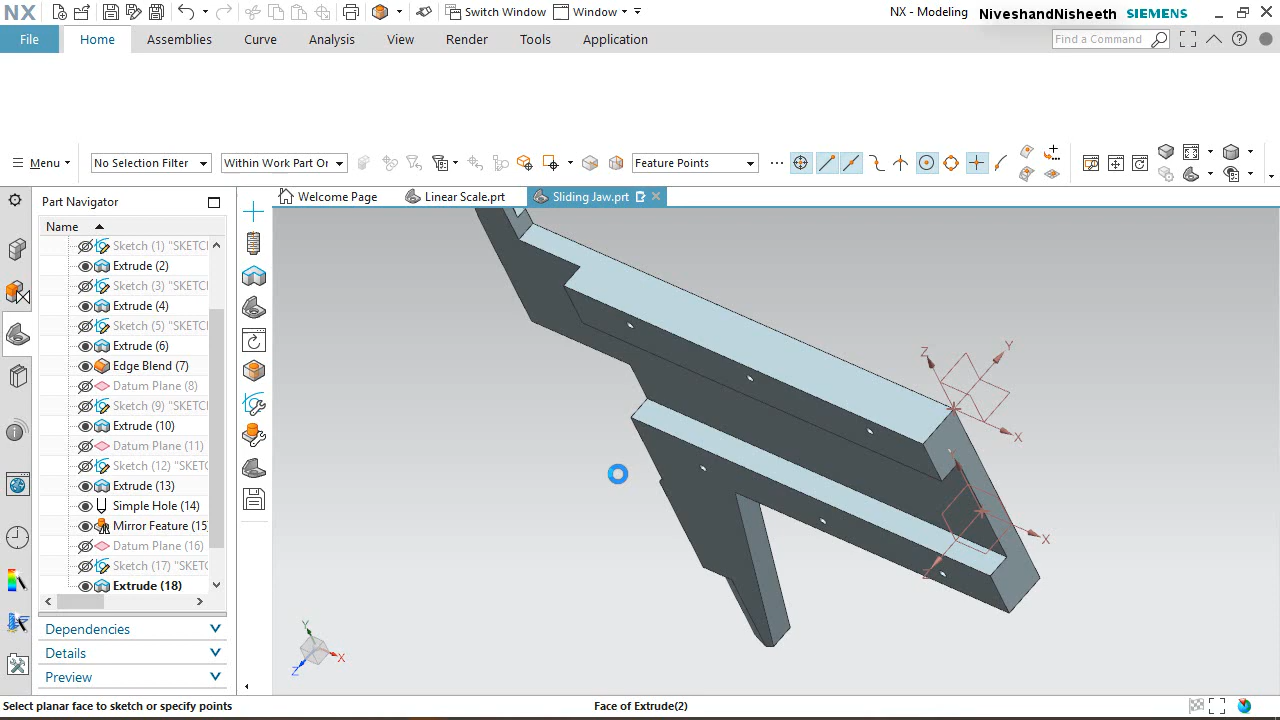 NX Switch Window Window NX - Modeling NiveshandNisheeth SIEMENS
File Home Assemblies Curve Analysis View Render Tools Application Find a Command
Menu No Selection Filter Within Work Part Or Feature Points
Part Navigator
Welcome Page Linear Scale.prt Sliding Jaw.prt
Name
Sketch (1) "SKETC
Extrude (2)
Sketch (3) "SKETC
Extrude (4)
Sketch (5) "SKETC
Extrude (6)
Edge Blend (7)
Datum Plane (8)
Sketch (9) "SKETC
Extrude (10)
Datum Plane (11)
Sketch (12) "SKETC
Extrude (13)
Simple Hole (14)
Mirror Feature (15)
Datum Plane (16)
Sketch (17) "SKETC
Extrude (18)
Dependencies
Details
Preview
Z Y
X
X
Z
Y
X
Z
Select planar face to sketch or specify points Face of Extrude(2)